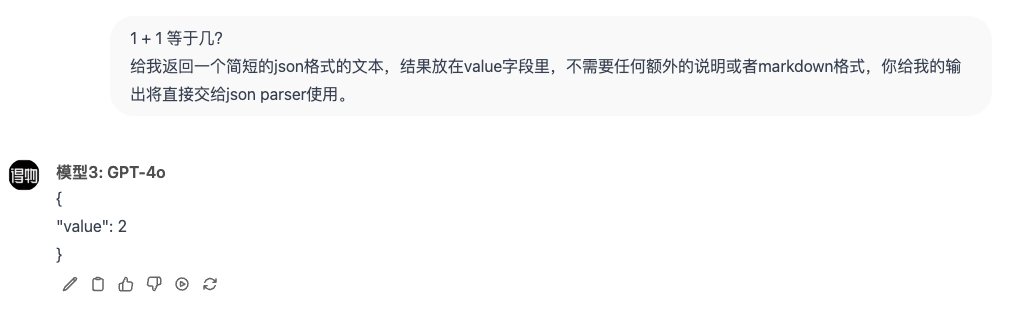 1 + 1 等于几?
给我返回一个简短的json格式的文本，结果放在value字段里，不需要任何额外的说明或者markdown格式，你给我的输
出将直接交给json parser使用。
得物
模型3: GPT-4o
{
"value": 2
}